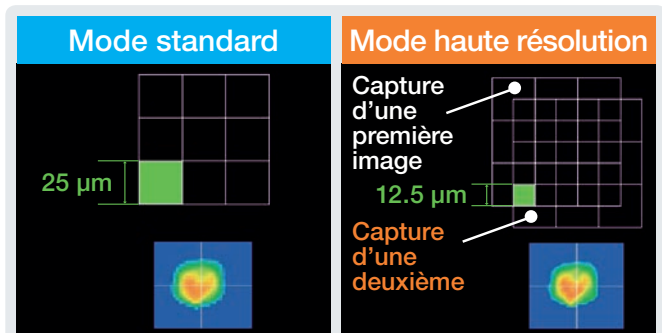 Mode standard
25 µm
Mode haute résolution
Capture
d’une
première
image
12.5 µm
Capture
d’une
deuxième